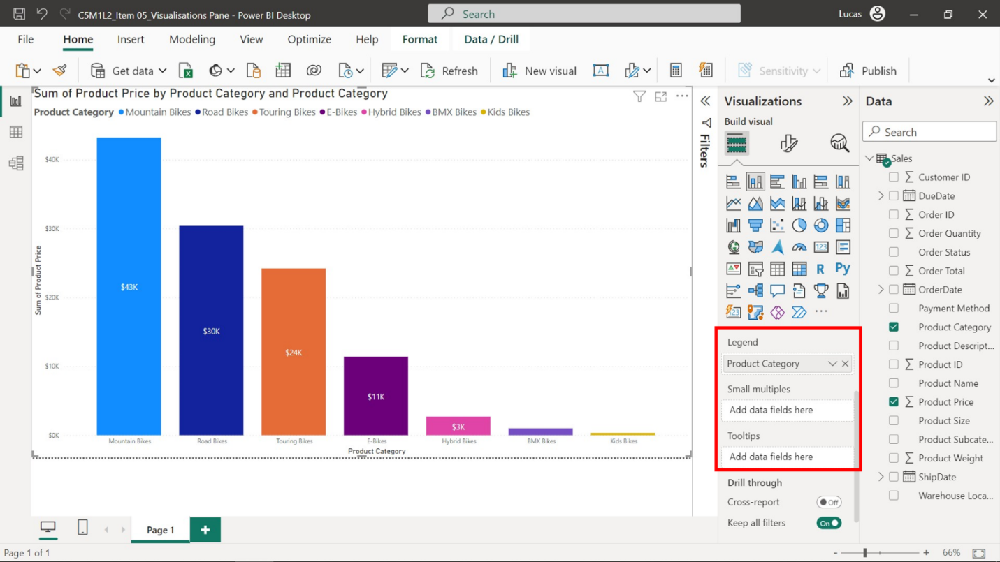 C5M1L2_Item 05_Visualisations Pane - Power BI Desktop
Search
Lucas
File Home Insert Modeling View Optimize Help Format Data / Drill
Get data Refresh New visual Sensitivity Publish
Sum of Product Price by Product Category and Product Category
Product Category Mountain Bikes Road Bikes Touring Bikes E-Bikes Hybrid Bikes BMX Bikes Kids Bikes
Sum of Product Price
$40K
$30K
$20K
$10K
$0K
$43K
$30K
$24K
$11K
$3K
Mountain Bikes Road Bikes Touring Bikes E-Bikes Hybrid Bikes BMX Bikes Kids Bikes
Product Category
Filters
Visualizations
Build visual
123
R Py
123
Legend
Product Category
Small multiples
Add data fields here
Tooltips
Add data fields here
Drill through
Cross-report Off
Keep all filters On
Data
Search
Sales
Customer ID
DueDate
Order ID
Order Quantity
Order Status
Order Total
OrderDate
Payment Method
Product Category
Product Descript...
Product ID
Product Name
Product Price
Product Size
Product Subcate...
Product Weight
ShipDate
Warehouse Loca...
Page 1
Page 1 of 1
- + 66%